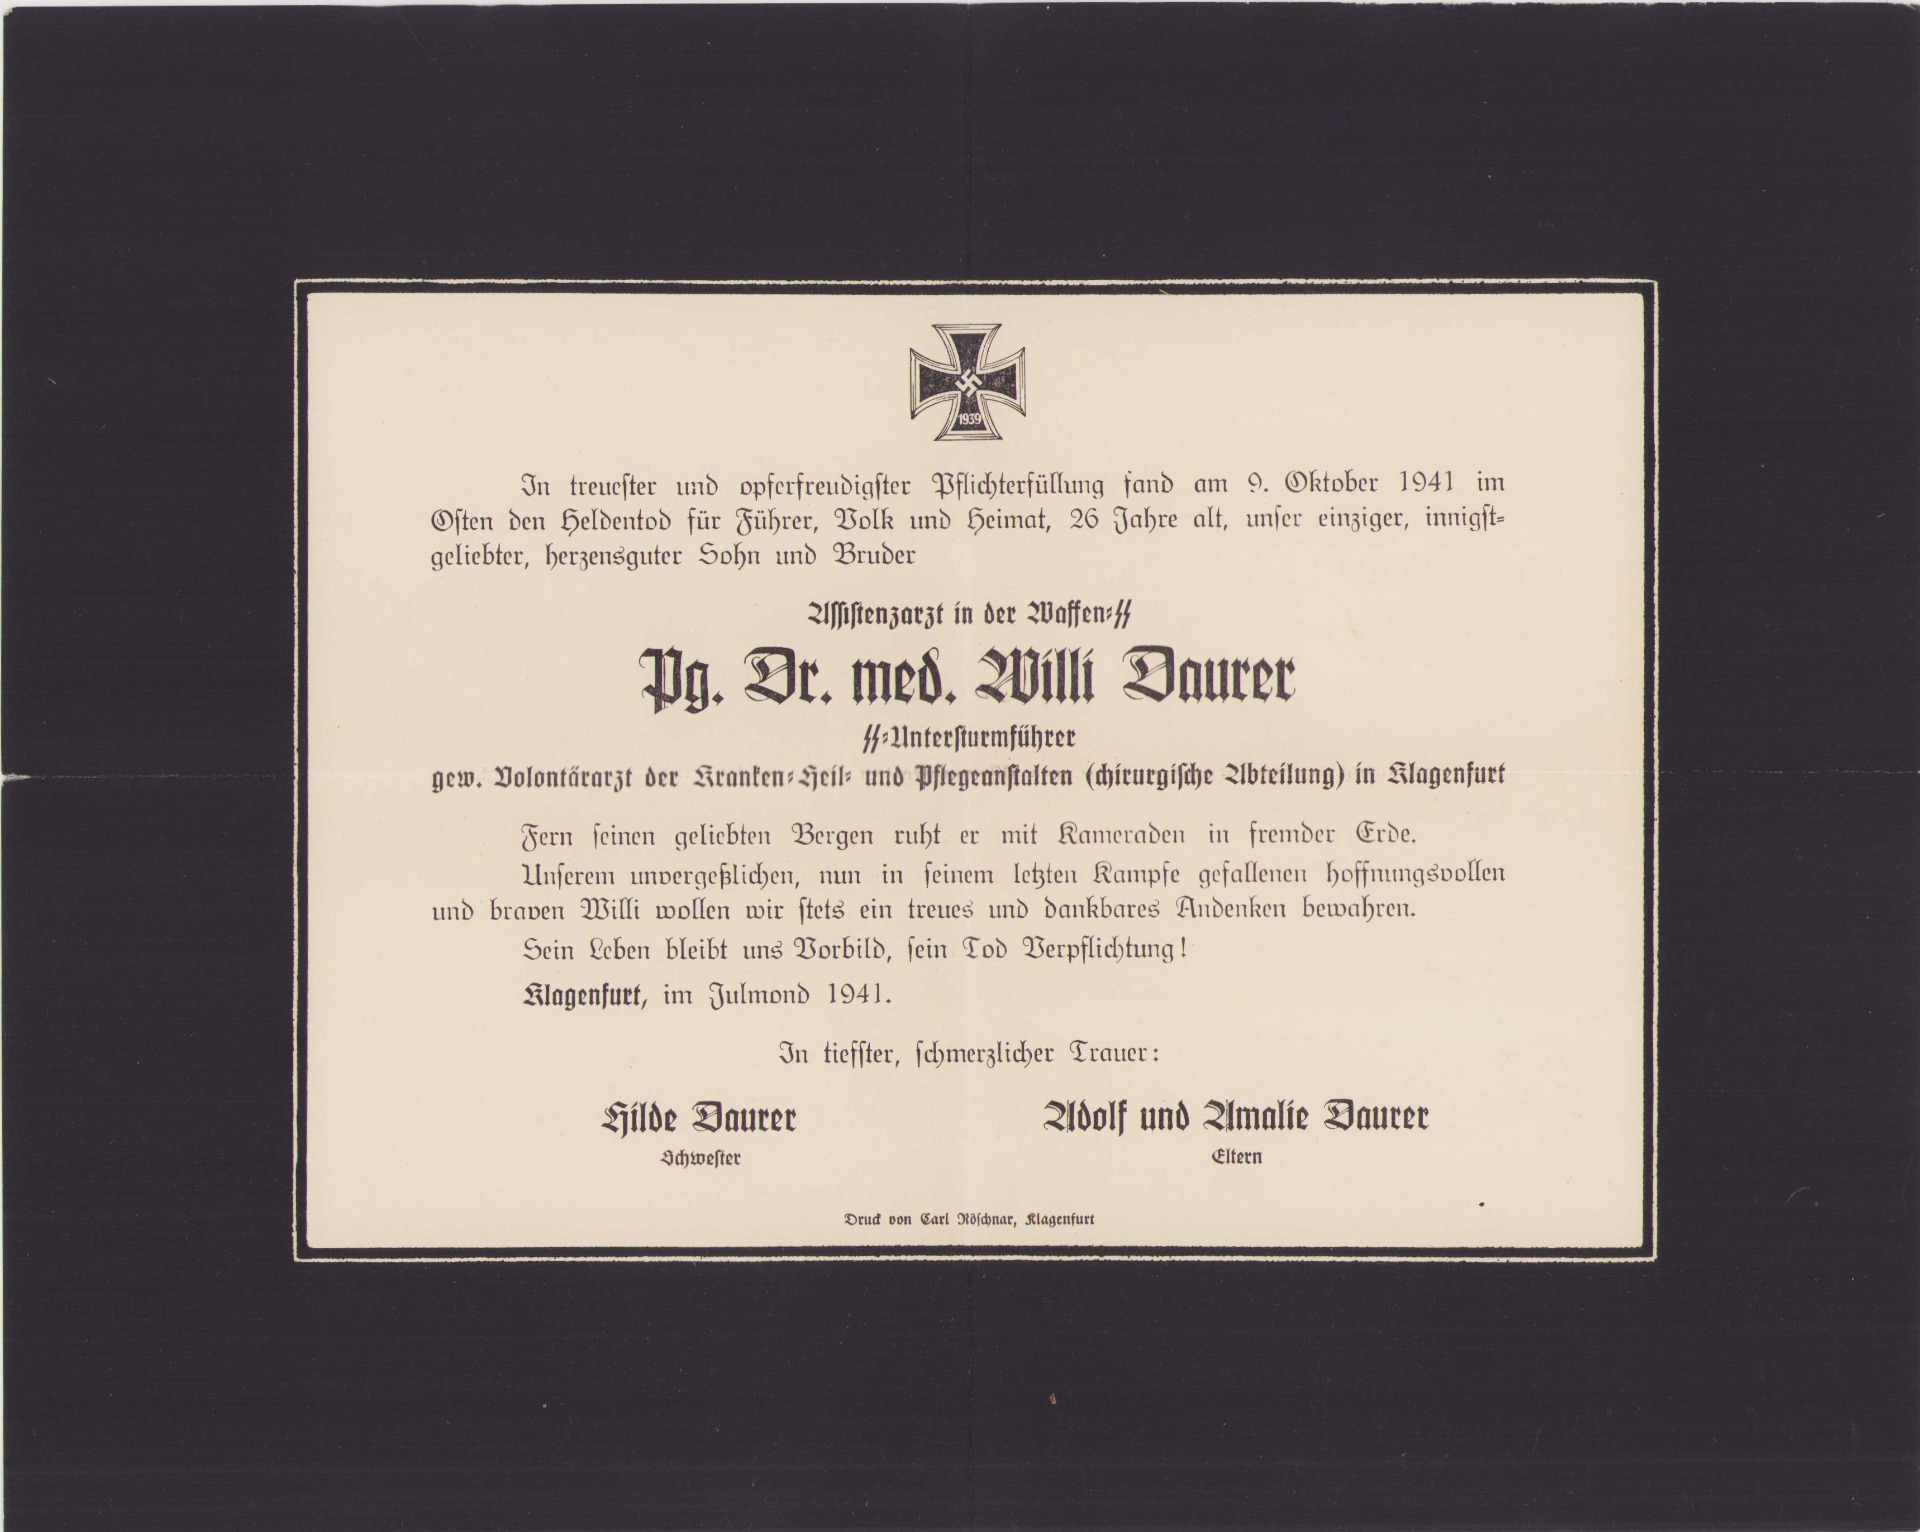 1939
In treuester und opferfreudigster Pflichterfüllung fand am 9. Oktober 1941 im
Osten den Heldentod für Führer, Volk und Heimat, 26 Jahre alt, unser einziger, innigst-
geliebter, herzensguter Sohn und Bruder
Assistenzarzt in der Waffen-SS
Pg. Dr. med. Willi Daurer
SS-Untersturmführer
gew. Volontärarzt der Kranken-Heil- und Pflegeanstalten (chirurgische Abteilung) in Klagenfurt
Fern seinen geliebten Bergen ruht er mit Kameraden in fremder Erde.
Unserem unvergeßlichen, nun in seinem letzten Kampfe gefallenen hoffnungsvollen
und braven Willi wollen wir stets ein treues und dankbares Andenken bewahren.
Sein Leben bleibt uns Vorbild, sein Tod Verpflichtung!
Klagenfurt, im Julmond 1941.
In tiefster, schmerzlicher Trauer:
Hilde Daurer Adolf und Amalie Daurer
Schwester Eltern
Druck von Carl Röschnar, Klagenfurt